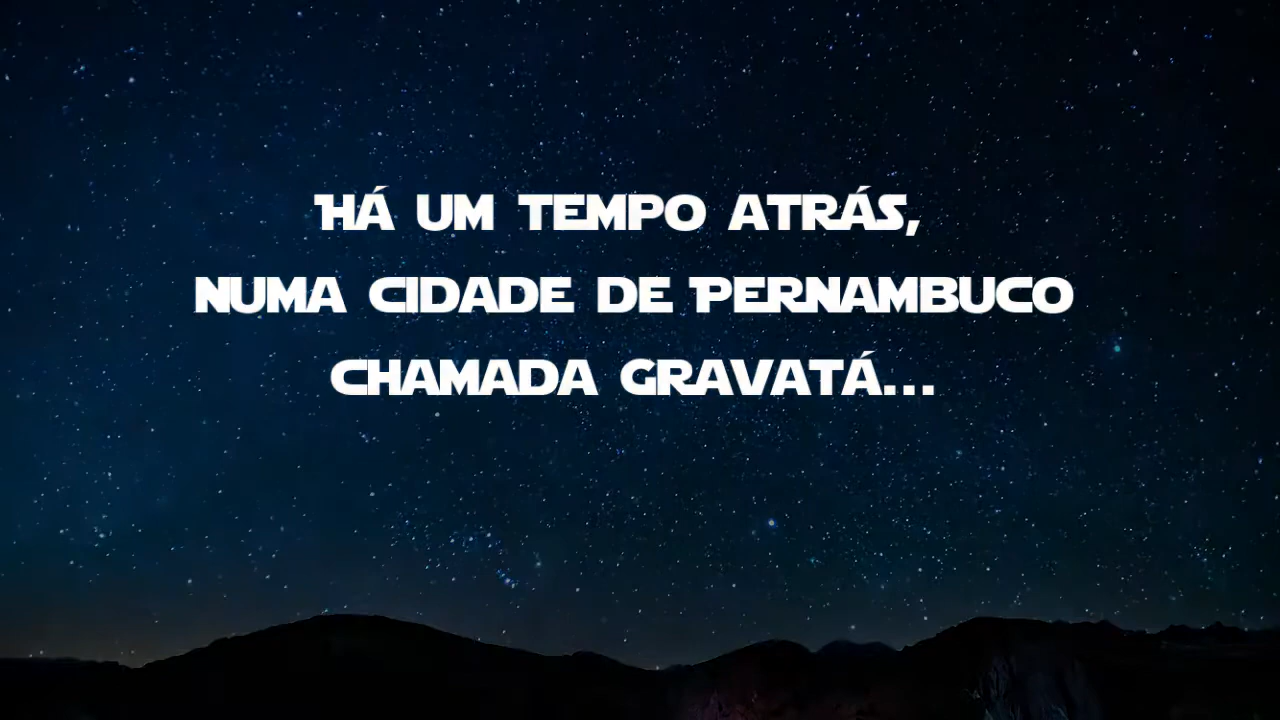 Há um tempo atrás,
numa cidade de Pernambuco
chamada Gravatá...